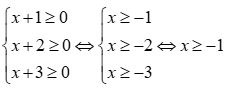 {x+1≥0 ⇔ {x≥-1 ⇔ x≥-1
{x+2≥0 {x≥-2
{x+3≥0 {x≥-3